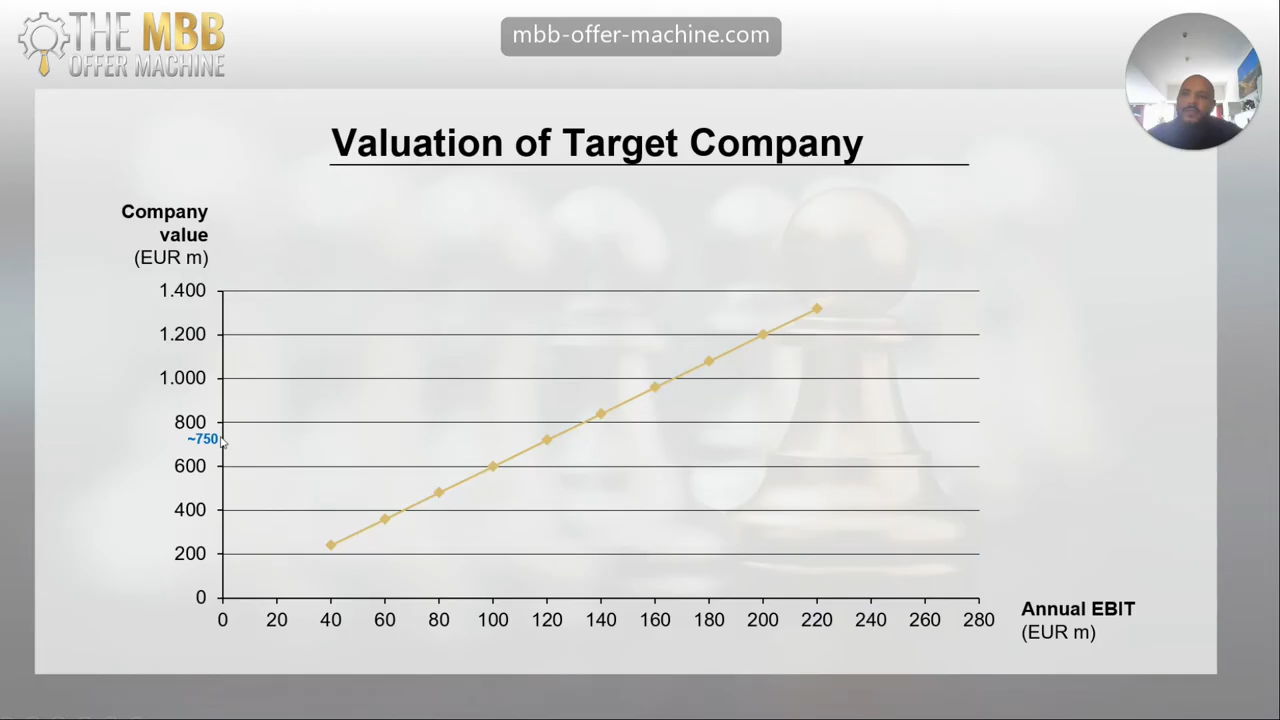 THE MBB
OFFER MACHINE
mbb-offer-machine.com
Valuation of Target Company
Company
value
(EUR m)
1.400
1.200
1.000
800
~750
600
400
200
0
0 20 40 60 80 100 120 140 160 180 200 220 240 260 280
Annual EBIT
(EUR m)